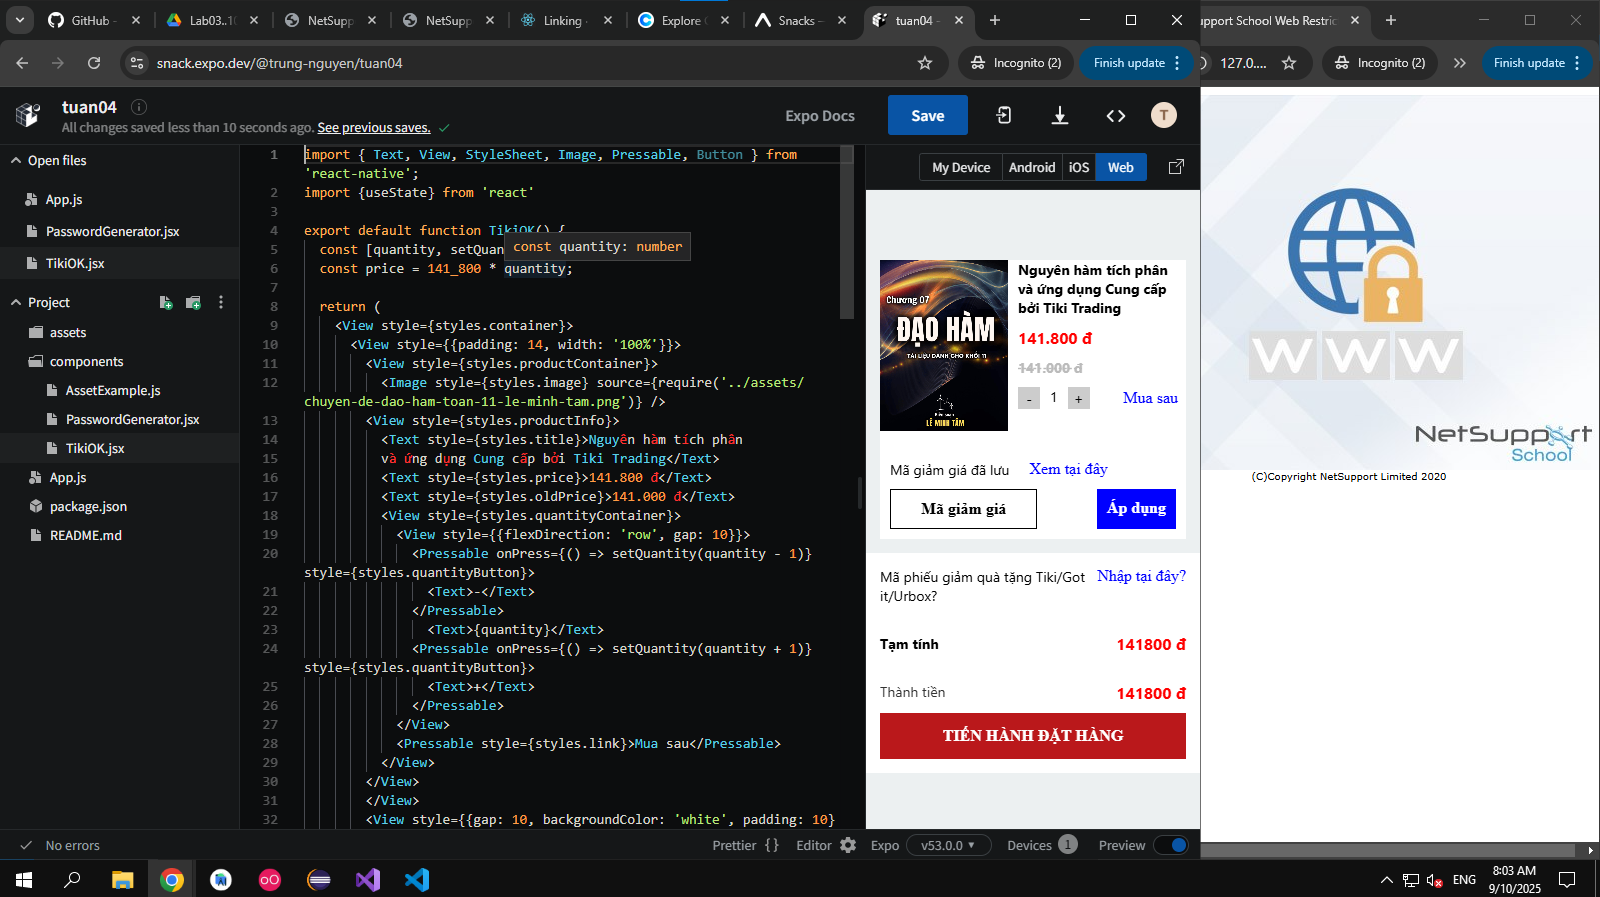 GitHub -
Lab03..10
NetSupp
NetSupp
Linking ·
Explore
Snacks –
tuan04 -
upport School Web Restric
snack.expo.dev/@trung-nguyen/tuan04
Incognito (2)
Finish update
127.0....
Incognito (2)
Finish update
tuan04
All changes saved less than 10 seconds ago. See previous saves.
Expo Docs
Save
T
Open files
App.js
PasswordGenerator.jsx
TikiOK.jsx
Project
assets
components
AssetExample.js
PasswordGenerator.jsx
TikiOK.jsx
App.js
package.json
README.md
1 import { Text, View, StyleSheet, Image, Pressable, Button } from
'react-native';
2 import {useState} from 'react'
3
4 export default function TikiOK() {
5 const [quantity, setQuan
const quantity: number
6 const price = 141_800 * quantity;
7
8 return (
9 <View style={styles.container}>
10 <View style={{padding: 14, width: '100%'}}>
11 <View style={styles.productContainer}>
12 <Image style={styles.image} source={require('../assets/
chuyen-de-dao-ham-toan-11-le-minh-tam.png')} />
13 <View style={styles.productInfo}>
14 <Text style={styles.title}>Nguyên hàm tích phân
15 và ứng dụng Cung cấp bởi Tiki Trading</Text>
16 <Text style={styles.price}>141.800 đ</Text>
17 <Text style={styles.oldPrice}>141.000 đ</Text>
18 <View style={styles.quantityContainer}>
19 <View style={{flexDirection: 'row', gap: 10}}>
20 <Pressable onPress={() => setQuantity(quantity - 1)}
style={styles.quantityButton}>
21 <Text>-</Text>
22 </Pressable>
23 <Text>{quantity}</Text>
24 <Pressable onPress={() => setQuantity(quantity + 1)}
style={styles.quantityButton}>
25 <Text>+</Text>
26 </Pressable>
27 </View>
28 <Pressable style={styles.link}>Mua sau</Pressable>
29 </View>
30 </View>
31 </View>
32 <View style={{gap: 10, backgroundColor: 'white', padding: 10}
My Device
Android
iOS
Web
Chương 07
ĐẠO HÀM
TÀI LIỆU DÀNH CHO KHỐI 11
LÊ MINH TÂM
Nguyên hàm tích phân
và ứng dụng Cung cấp
bởi Tiki Trading
141.800 đ
141.000 đ
- 1 +
Mua sau
Mã giảm giá đã lưu
Xem tại đây
Mã giảm giá
Áp dụng
Mã phiếu giảm quà tặng Tiki/Got
it/Urbox?
Nhập tại đây?
Tạm tính
141800 đ
Thành tiền
141800 đ
TIẾN HÀNH ĐẶT HÀNG
WWW
NetSupport
School
(C)Copyright NetSupport Limited 2020
No errors
Prettier {}
Editor
Expo
v53.0.0
Devices 1
Preview
ENG
8:03 AM
9/10/2025